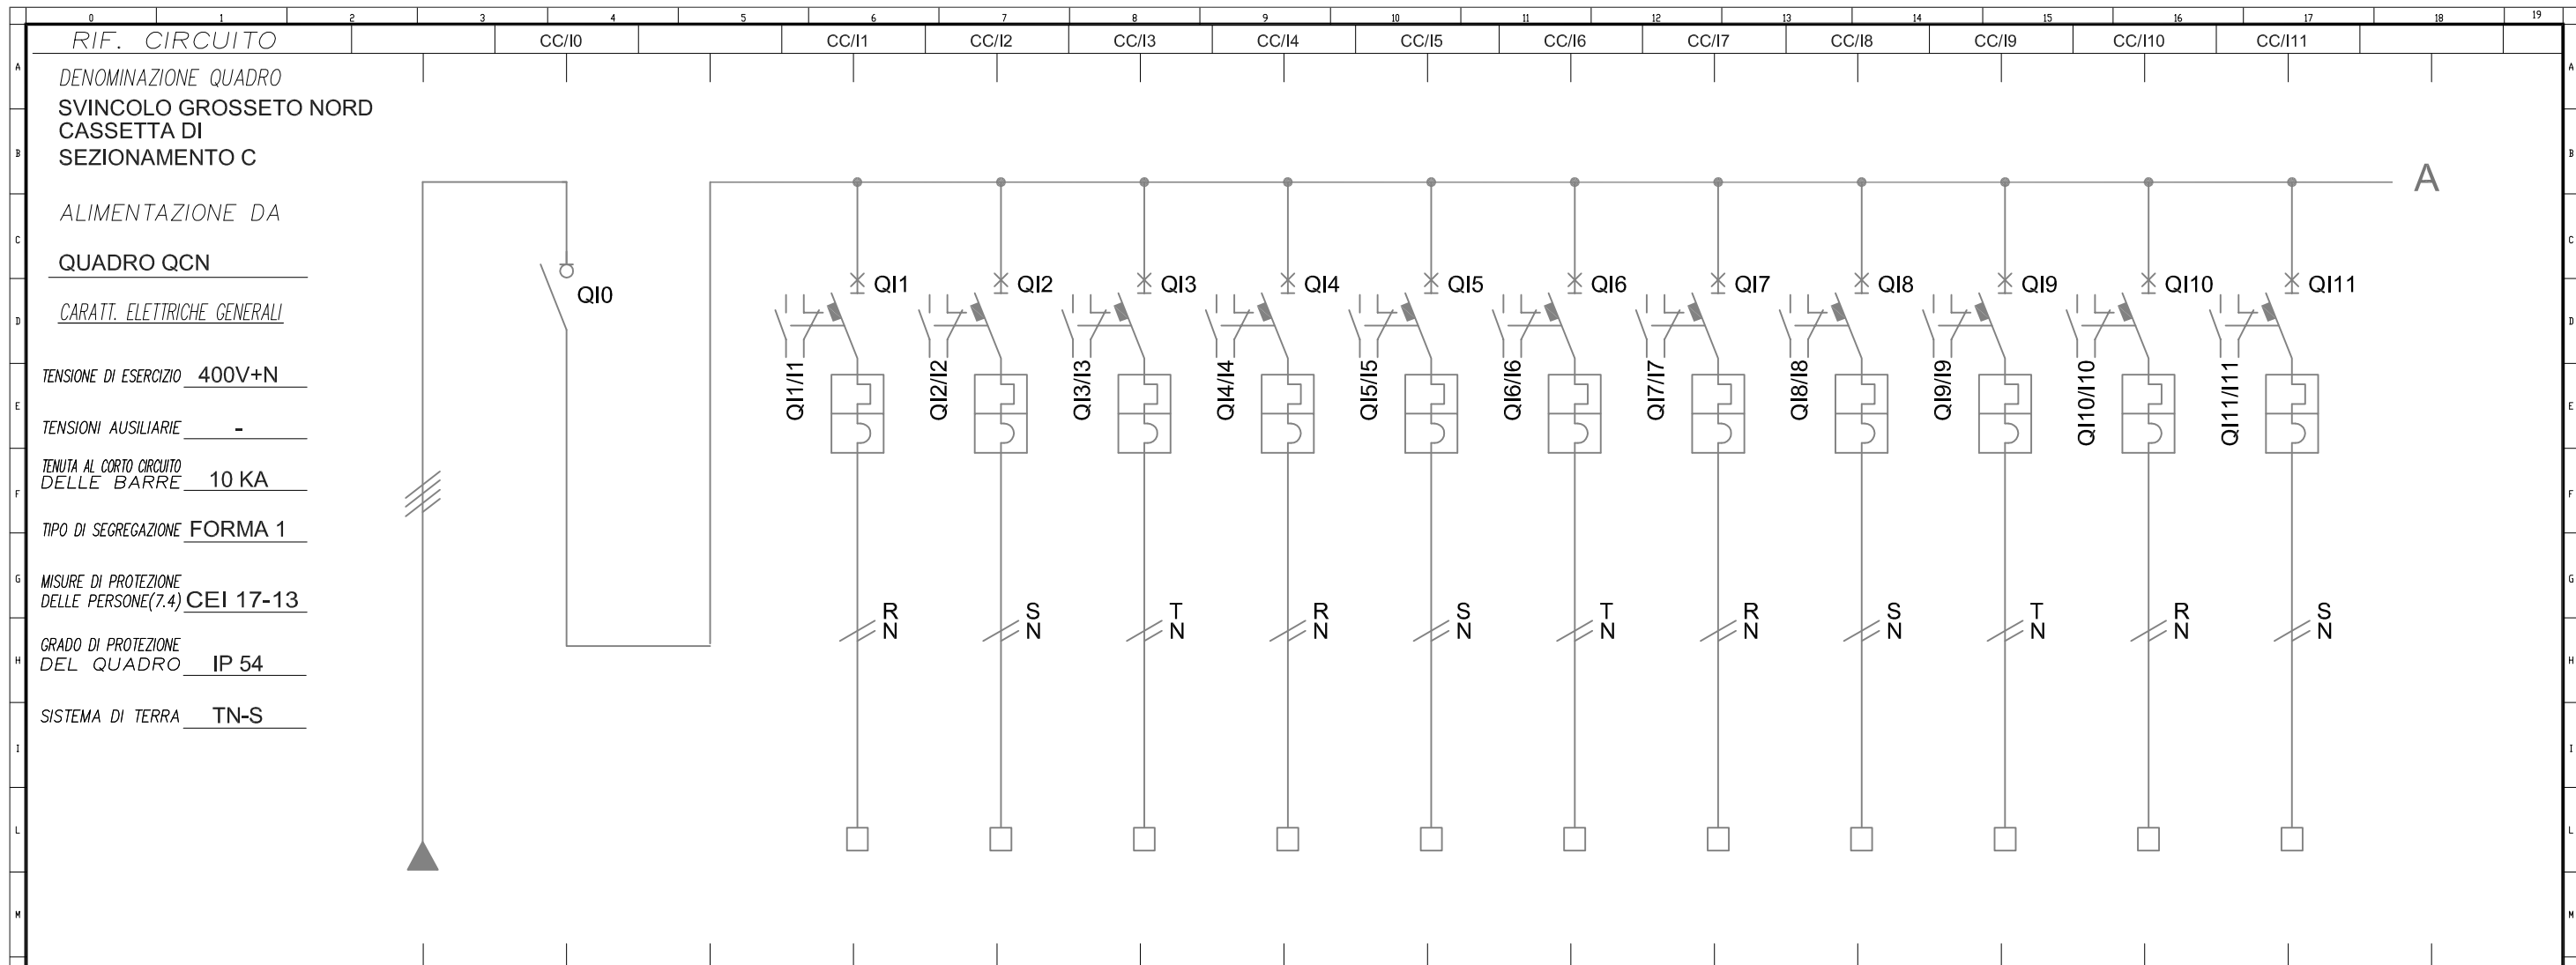 0 1 2 3 4 5 6 7 8 9 10 11 12 13 14 15 16 17 18 19
RIF. CIRCUITO CC/I0 CC/I1 CC/I2 CC/I3 CC/I4 CC/I5 CC/I6 CC/I7 CC/I8 CC/I9 CC/I10 CC/I11
A A
DENOMINAZIONE QUADRO
SVINCOLO GROSSETO NORD
CASSETTA DI
B SEZIONAMENTO C B
A
ALIMENTAZIONE DA
C C
QUADRO QCN
QI0 QI1 QI2 QI3 QI4 QI5 QI6 QI7 QI8 QI9 QI10 QI11
CARATT. ELETTRICHE GENERALI
D D
QI1/I1 QI2/I2 QI3/I3 QI4/I4 QI5/I5 QI6/I6 QI7/I7 QI8/I8 QI9/I9 QI10/I10 QI11/I11
TENSIONE DI ESERCIZIO 400V+N
E E
TENSIONI AUSILIARIE -
TENUTA AL CORTO CIRCUITO
DELLE BARRE 10 KA
F F
TIPO DI SEGREGAZIONE FORMA 1
MISURE DI PROTEZIONE
G G
DELLE PERSONE(7.4) CEI 17-13
R S T R S T R S T R S
N N N N N N N N N N N
GRADO DI PROTEZIONE
H DEL QUADRO IP 54 H
SISTEMA DI TERRA TN-S
I I
L L
M M